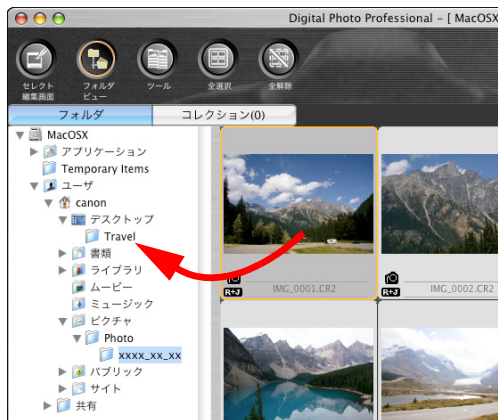 Digital Photo Professional – [ MacOSX
セレクト
編集画面
フォルダ
ビュー
ツール
全選択
全解除
フォルダ
コレクション(0)
MacOSX
アプリケーション
Temporary Items
ユーザ
canon
デスクトップ
Travel
書類
ライブラリ
ムービー
ミュージック
ピクチャ
Photo
xxxx_xx_xx
パブリック
サイト
共有
R+J
IMG_0001.CR2
R+J
IMG_0002.CR2